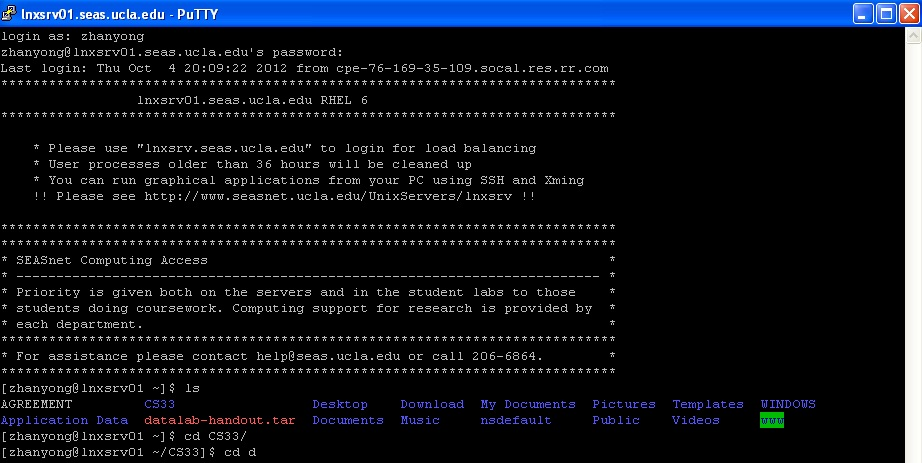 lnxsrv01.seas.ucla.edu - PuTTY
login as: zhanyong
zhanyong@lnxsrv01.seas.ucla.edu's password:
Last login: Thu Oct  4 20:09:22 2012 from cpe-76-169-35-109.socal.res.rr.com
*****************************************************************************
                 lnxsrv01.seas.ucla.edu RHEL 6
*****************************************************************************

    * Please use "lnxsrv.seas.ucla.edu" to login for load balancing
    * User processes older than 36 hours will be cleaned up
    * You can run graphical applications from your PC using SSH and Xming
    !! Please see http://www.seasnet.ucla.edu/UnixServers/lnxsrv !!

*****************************************************************************
*****************************************************************************
* SEASnet Computing Access                                                  *
* ------------------------------------------------------------------------- *
* Priority is given both on the servers and in the student labs to those    *
* students doing coursework. Computing support for research is provided by  *
* each department.                                                          *
*****************************************************************************
* For assistance please contact help@seas.ucla.edu or call 206-6864.        *
*****************************************************************************
[zhanyong@lnxsrv01 ~]$ ls
AGREEMENT         CS33                 Desktop    Download  My Documents  Pictures  Templates  WINDOWS
Application Data  datalab-handout.tar  Documents  Music     nsdefault     Public    Videos     www
[zhanyong@lnxsrv01 ~]$ cd CS33/
[zhanyong@lnxsrv01 ~/CS33]$ cd d